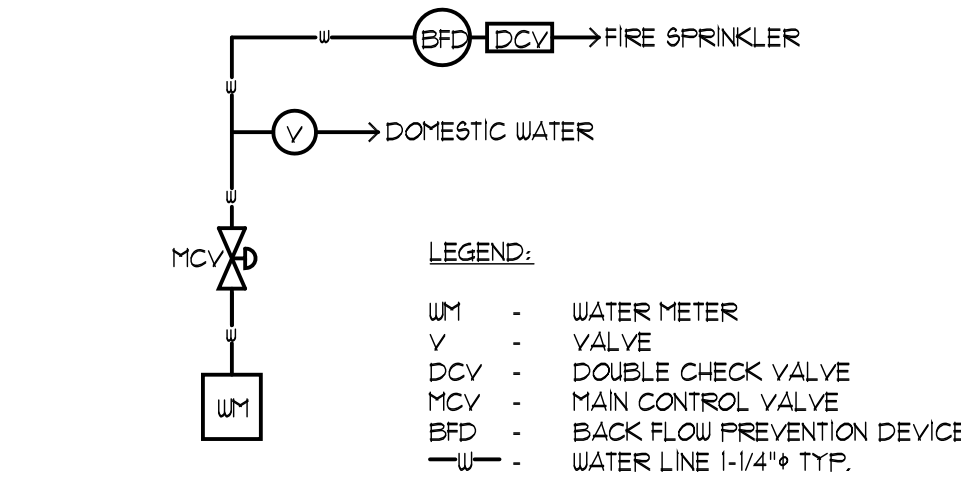 W BFD DCV FIRE SPRINKLER
W
V DOMESTIC WATER
W
MCV
LEGEND:
WM - WATER METER
W
V - VALVE
DCV - DOUBLE CHECK VALVE
WM MCV - MAIN CONTROL VALVE
BFD - BACK FLOW PREVENTION DEVICE
W - WATER LINE 1-1/4"ϕ TYP.